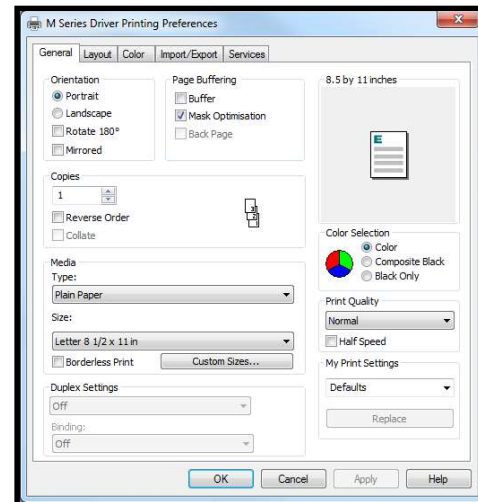 M Series Driver Printing Preferences
General Layout Color Import/Export Services
Orientation
Portrait
Landscape
Rotate 180°
Mirrored
Page Buffering
Buffer
Mask Optimisation
Back Page
8.5 by 11 inches
E
Copies
1
Reverse Order
Collate
3
2
1
Color Selection
Color
Composite Black
Black Only
Media
Type:
Plain Paper
Size:
Letter 8 1/2 x 11 in
Borderless Print
Custom Sizes...
Print Quality
Normal
Half Speed
Duplex Settings
Off
Binding:
Off
My Print Settings
Defaults
Replace
OK Cancel Apply Help